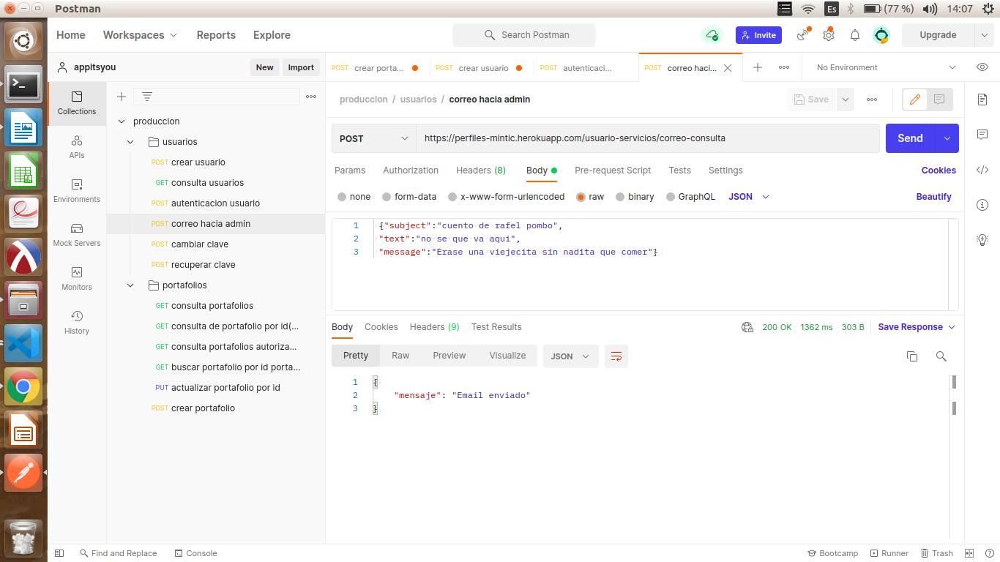 Postman
Es
(77 %)
14:07
Home
Workspaces
Reports
Explore
Search Postman
Invite
Upgrade
appitsyou
New
Import
POST crear porta...
POST crear usuario
POST autenticaci...
POST correo haci...
No Environment
Collections
APIs
Environments
Mock Servers
Monitors
History
produccion
usuarios
POST crear usuario
GET consulta usuarios
POST autenticacion usuario
POST correo hacia admin
POST cambiar clave
POST recuperar clave
portafolios
GET consulta portafolios
GET consulta de portafolio por id(...
GET consulta portafolios autoriza...
GET buscar portafolio por id porta...
PUT actualizar portafolio por id
POST crear portafolio
produccion / usuarios / correo hacia admin
Save
POST
https://perfiles-mintic.herokuapp.com/usuario-servicios/correo-consulta
Send
Params
Authorization
Headers (8)
Body
Pre-request Script
Tests
Settings
Cookies
none
form-data
x-www-form-urlencoded
raw
binary
GraphQL
JSON
Beautify
1 {"subject":"cuento de rafel pombo",
2 "text":"no se que va aqui",
3 "message":"Erase una viejecita sin nadita que comer"}
Body
Cookies
Headers (9)
Test Results
200 OK
1362 ms
303 B
Save Response
Pretty
Raw
Preview
Visualize
JSON
1 {
2 "mensaje": "Email enviado"
3 }
Find and Replace
Console
Bootcamp
Runner
Trash